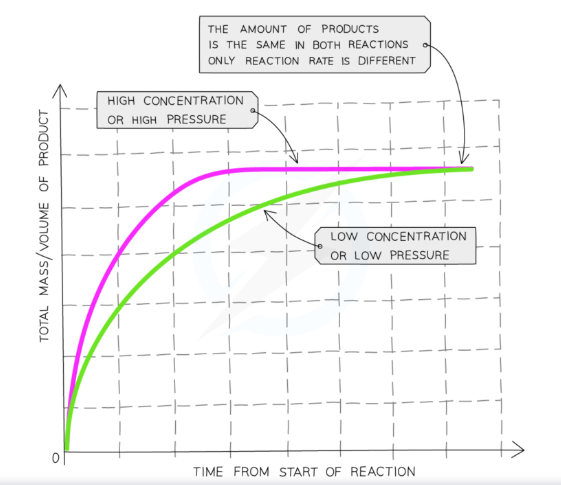 THE AMOUNT OF PRODUCTS
IS THE SAME IN BOTH REACTIONS
ONLY REACTION RATE IS DIFFERENT
HIGH CONCENTRATION
OR HIGH PRESSURE
LOW CONCENTRATION
OR LOW PRESSURE
TOTAL MASS/VOLUME OF PRODUCT
0
TIME FROM START OF REACTION